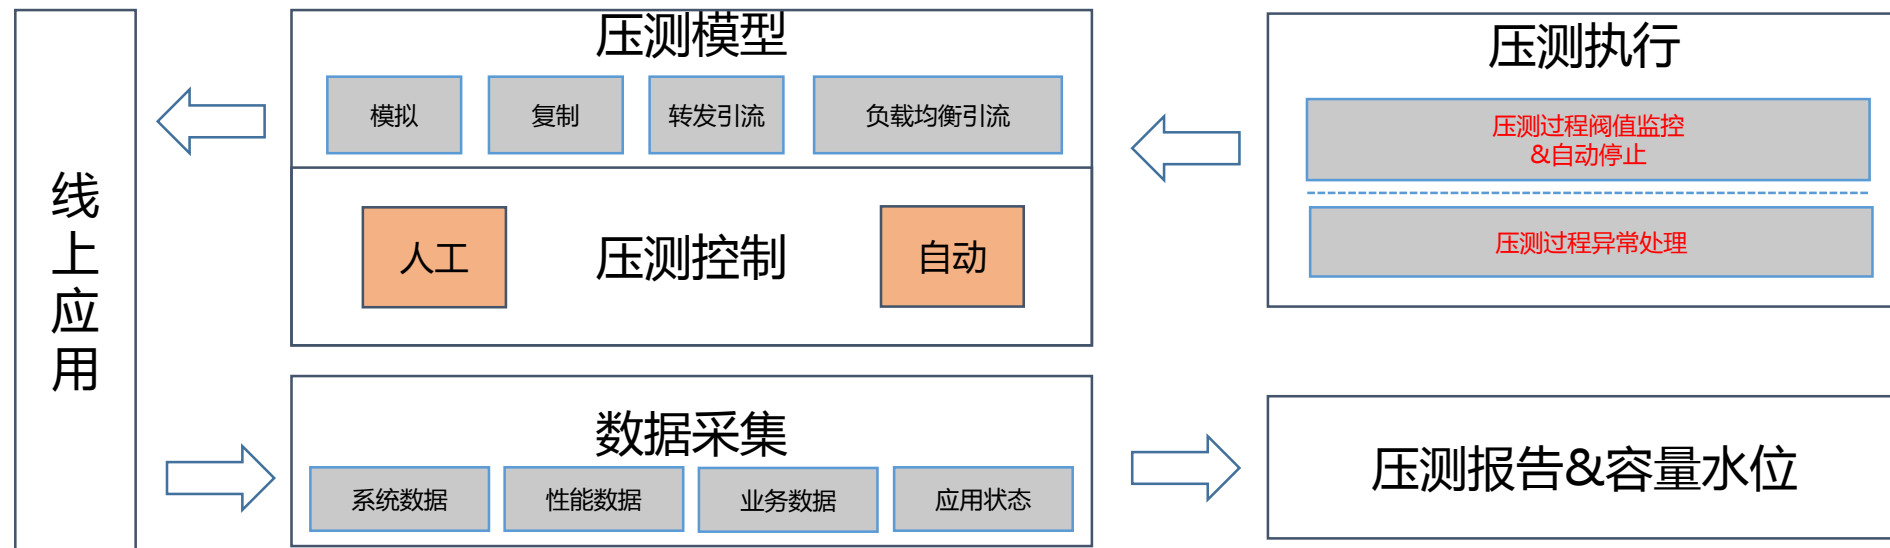 线
上
应
用
压测模型
模拟
复制
转发引流
负载均衡引流
人工
压测控制
自动
压测执行
压测过程阀值监控
&自动停止
压测过程异常处理
数据采集
系统数据
性能数据
业务数据
应用状态
压测报告&容量水位